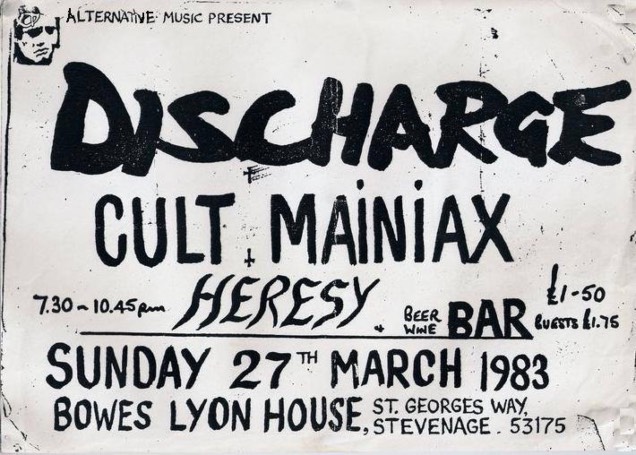 ALTERNATIVE MUSIC PRESENT
DISCHARGE
CULT MAINIAX
HERESY
7.30 - 10.45pm
BEER WINE BAR
£1-50
GUESTS £1.75
SUNDAY 27TH MARCH 1983
BOWES LYON HOUSE, ST. GEORGES WAY,
STEVENAGE. 53175